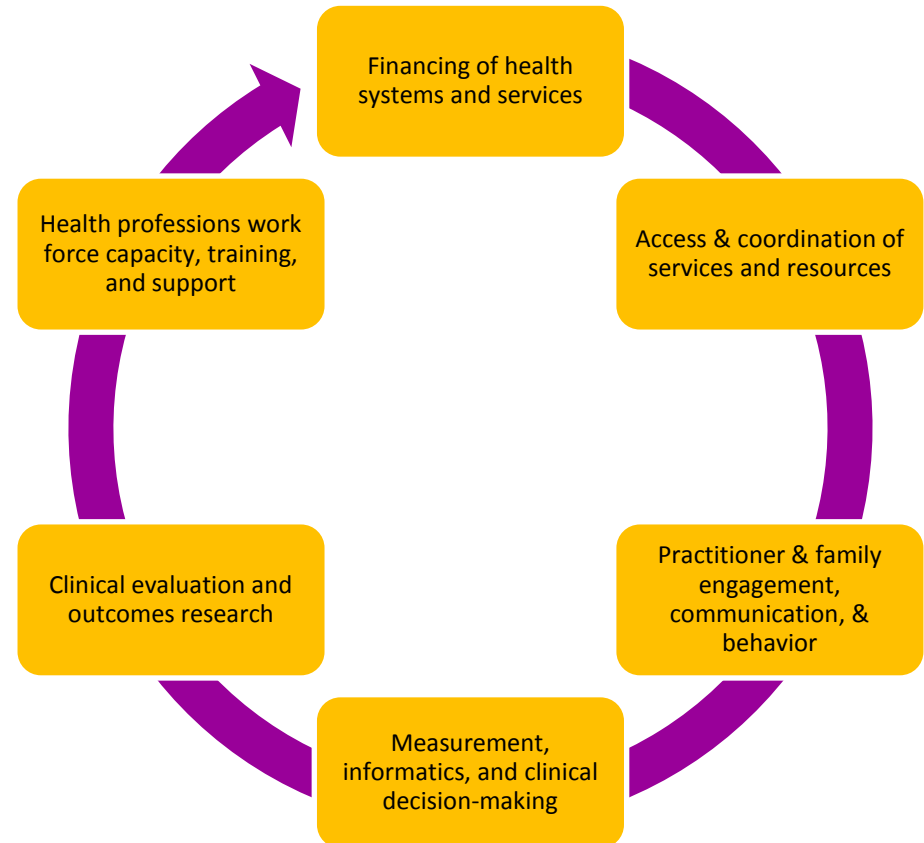 Financing of health
systems and services
Access & coordination of
services and resources
Practitioner & family
engagement,
communication, &
behavior
Measurement,
informatics, and clinical
decision-making
Clinical evaluation and
outcomes research
Health professions work
force capacity, training,
and support